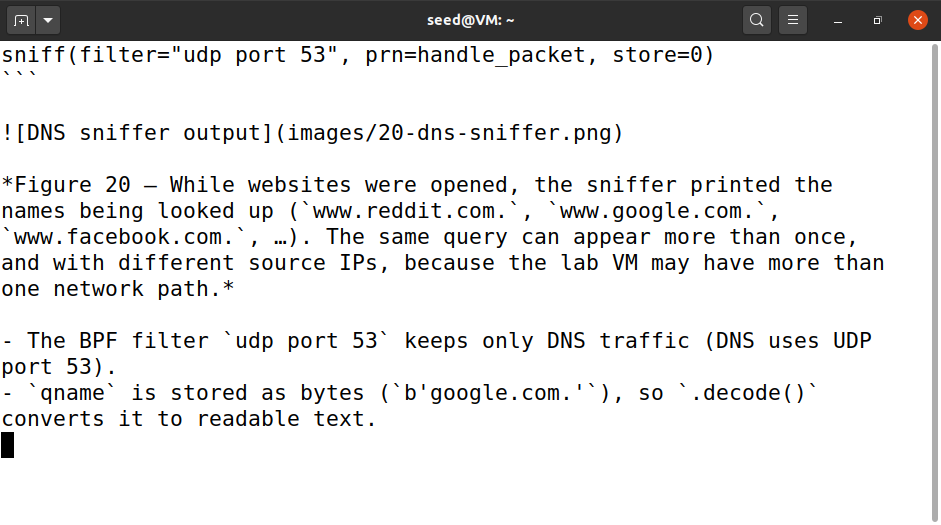 seed@VM: ~
sniff(filter="udp port 53", prn=handle_packet, store=0)
```
![DNS sniffer output](images/20-dns-sniffer.png)
*Figure 20 — While websites were opened, the sniffer printed the
names being looked up (`www.reddit.com.`, `www.google.com.`,
`www.facebook.com.`, …). The same query can appear more than once,
and with different source IPs, because the lab VM may have more than
one network path.*
- The BPF filter `udp port 53` keeps only DNS traffic (DNS uses UDP
port 53).
- `qname` is stored as bytes (`b'google.com.'`), so `.decode()`
converts it to readable text.